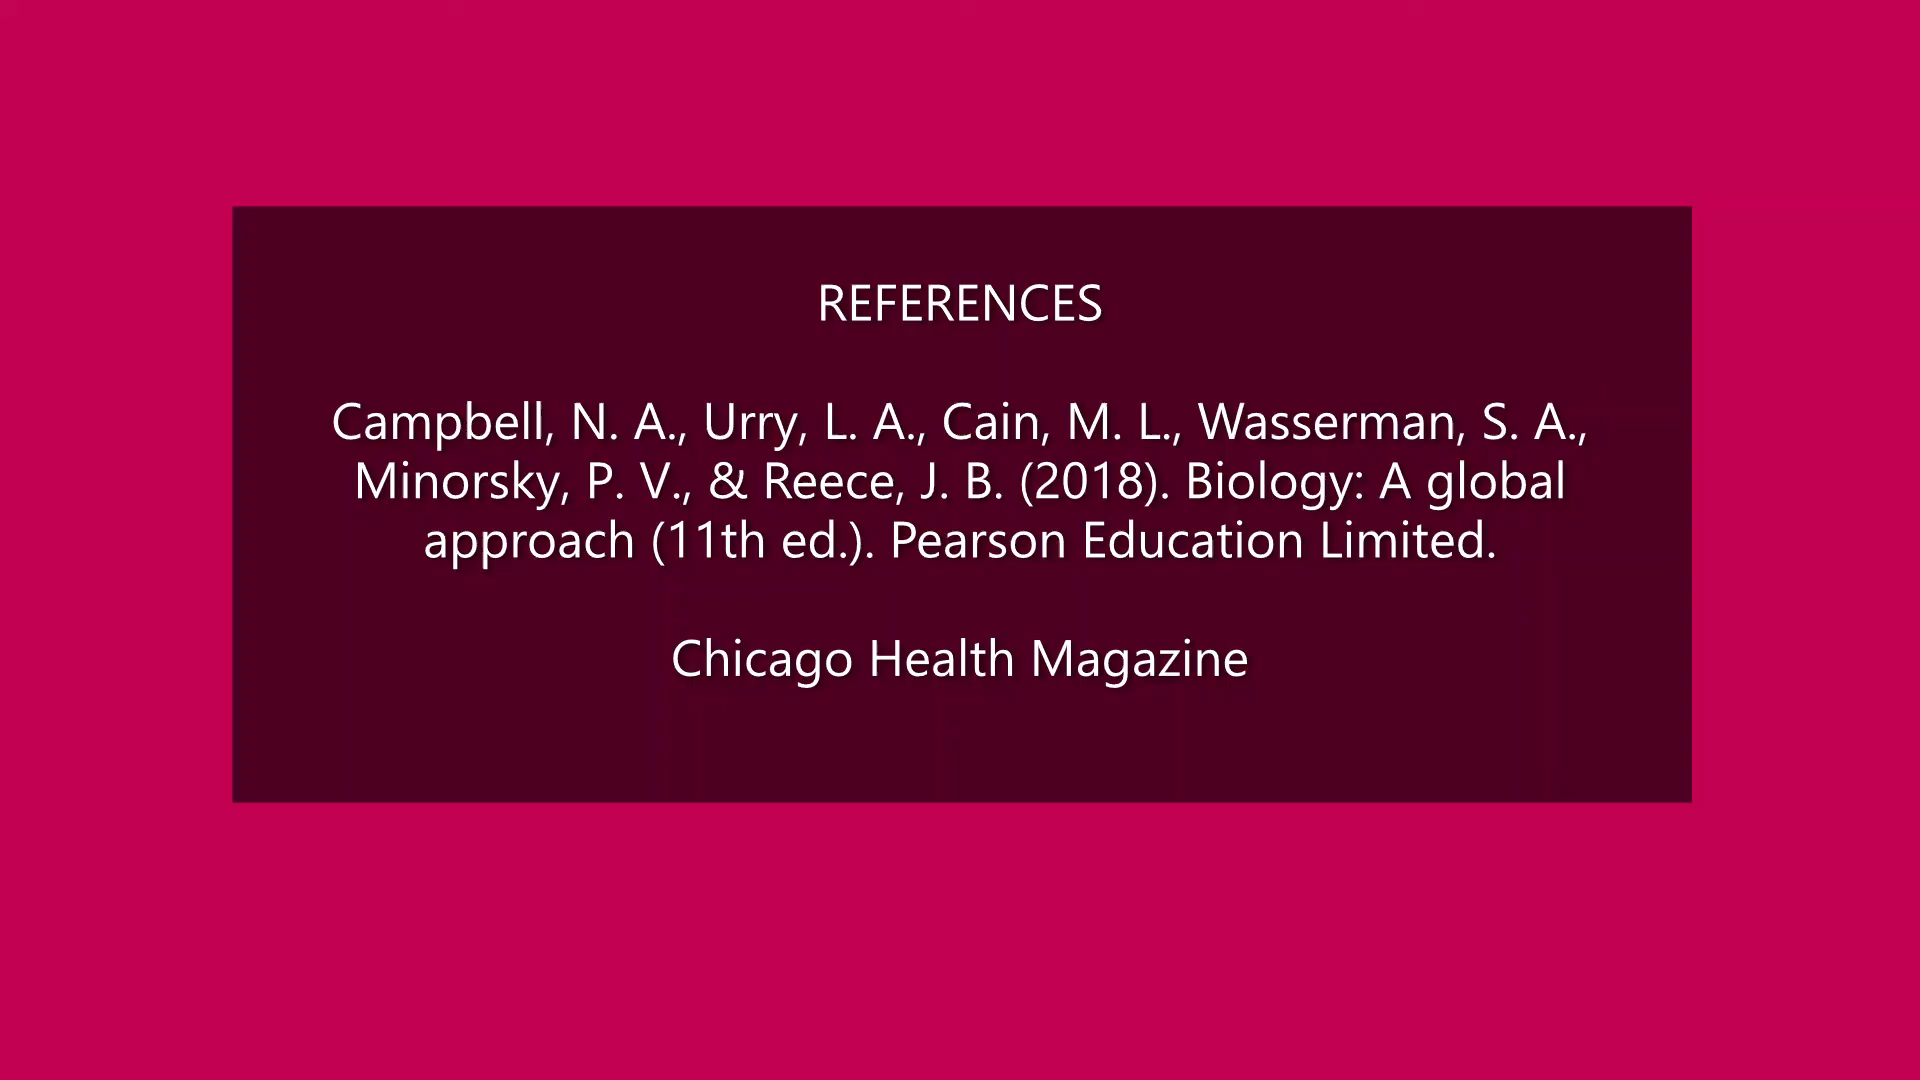 REFERENCES
Campbell, N. A., Urry, L. A., Cain, M. L., Wasserman, S. A.,
Minorsky, P. V., & Reece, J. B. (2018). Biology: A global
approach (11th ed.). Pearson Education Limited.
Chicago Health Magazine